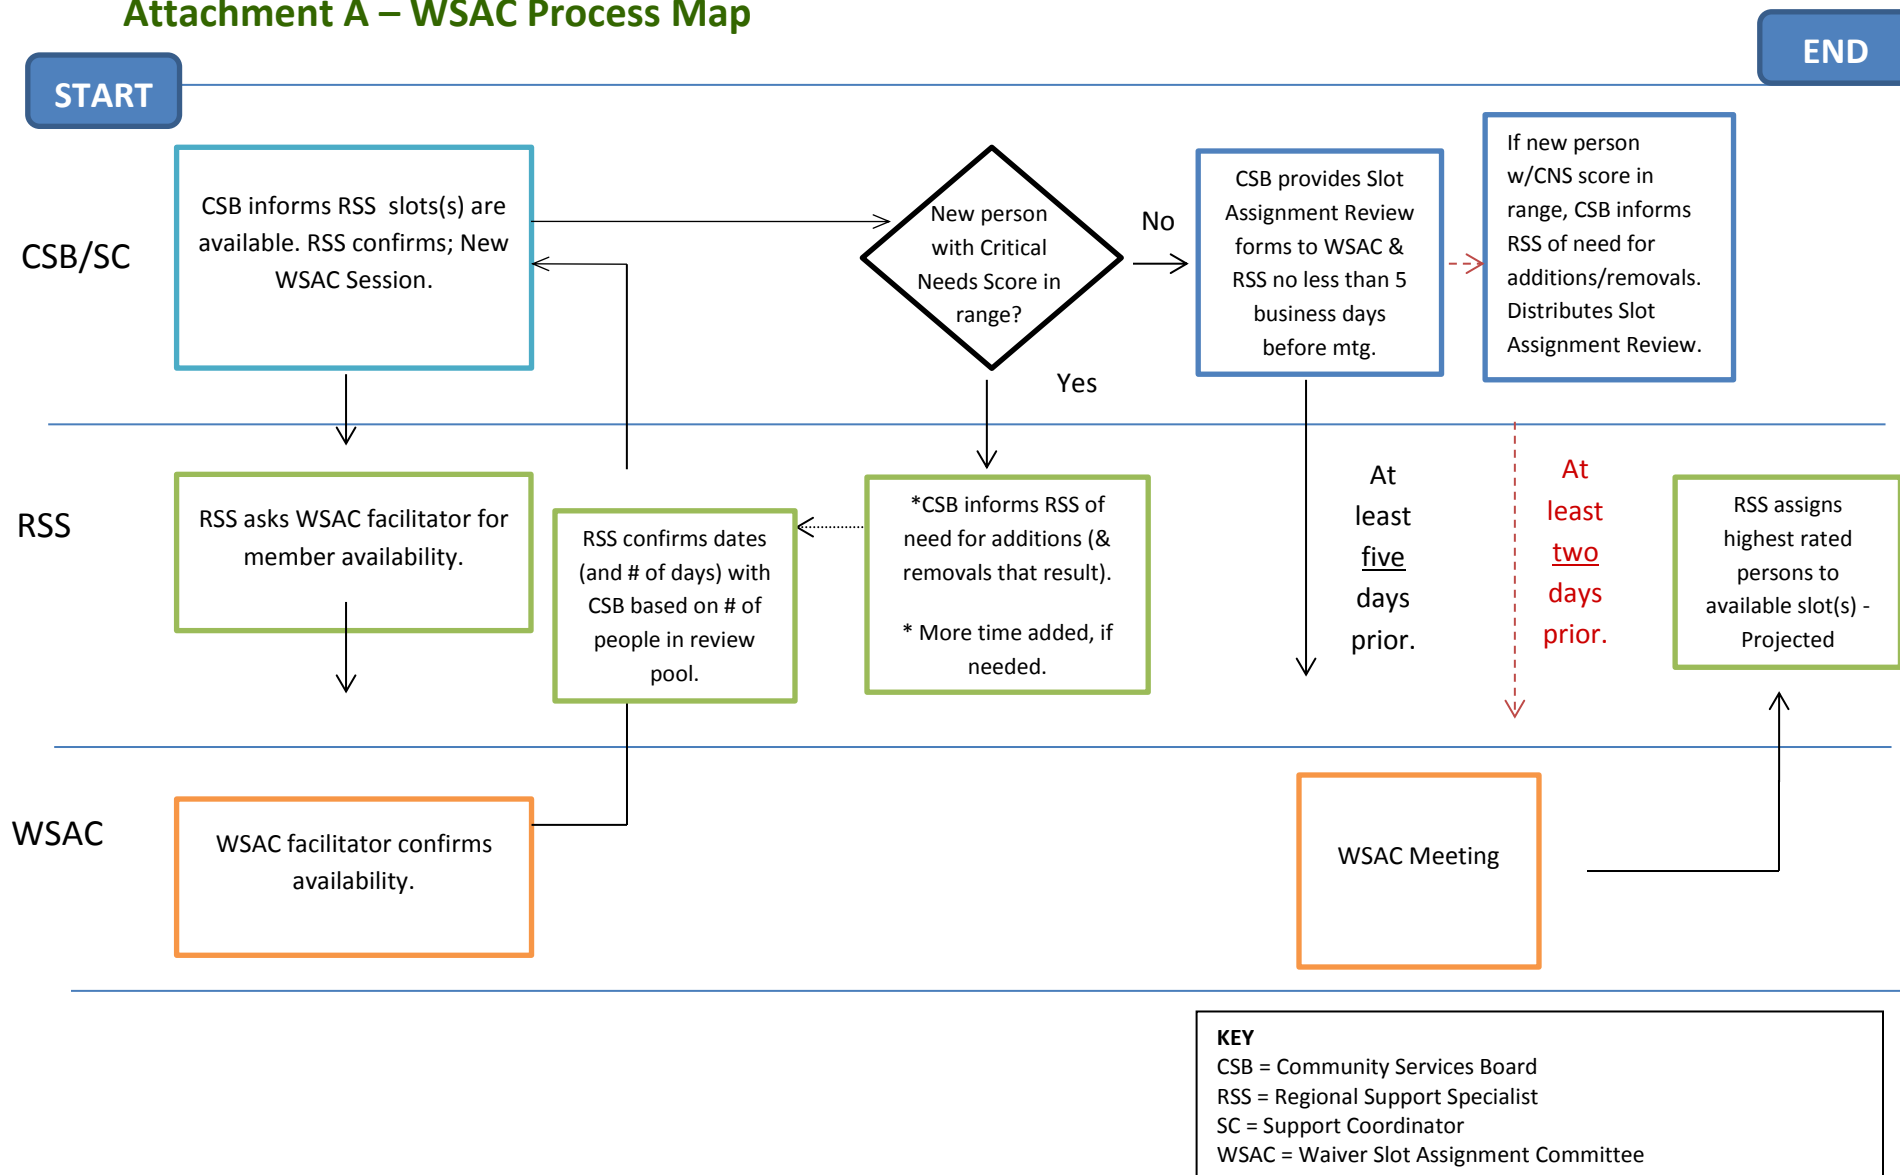 Attachment A – WSAC Process Map
START
END
CSB/SC
CSB informs RSS slots(s) are
available. RSS confirms; New
WSAC Session.
New person
with Critical
Needs Score in
range?
No
Yes
CSB provides Slot
Assignment Review
forms to WSAC &
RSS no less than 5
business days
before mtg.
If new person
w/CNS score in
range, CSB informs
RSS of need for
additions/removals.
Distributes Slot
Assignment Review.
RSS
RSS asks WSAC facilitator for
member availability.
RSS confirms dates
(and # of days) with
CSB based on # of
people in review
pool.
*CSB informs RSS of
need for additions (&
removals that result).
* More time added, if
needed.
At
least
five
days
prior.
At
least
two
days
prior.
RSS assigns
highest rated
persons to
available slot(s) -
Projected
WSAC
WSAC facilitator confirms
availability.
WSAC Meeting
KEY
CSB = Community Services Board
RSS = Regional Support Specialist
SC = Support Coordinator
WSAC = Waiver Slot Assignment Committee